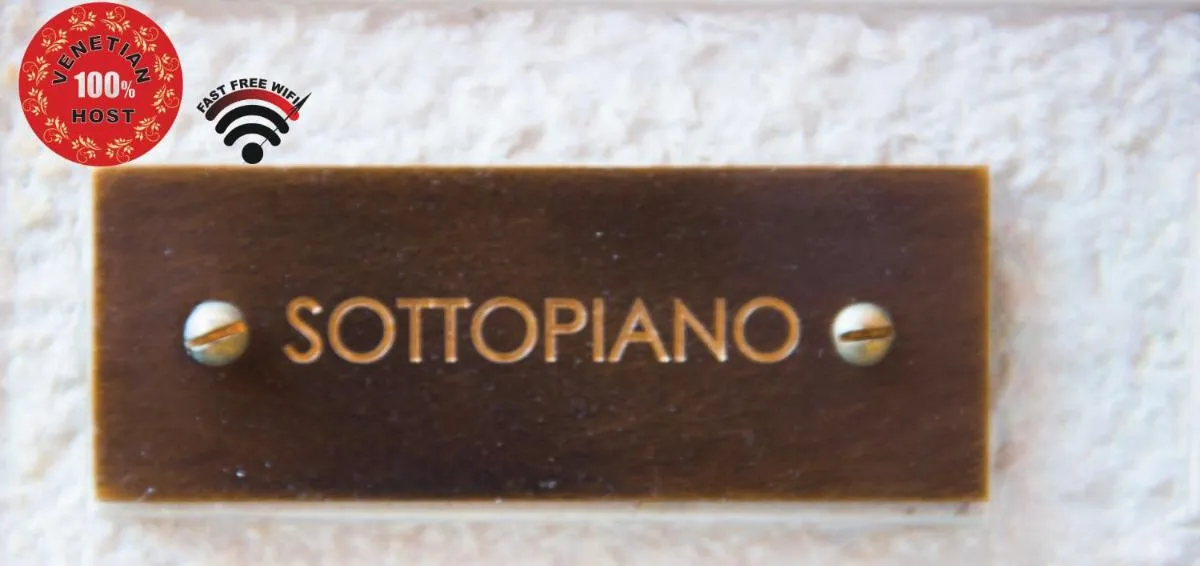 VENETIAN
100%
HOST
FAST FREE WIFI
SOTTOPIANO